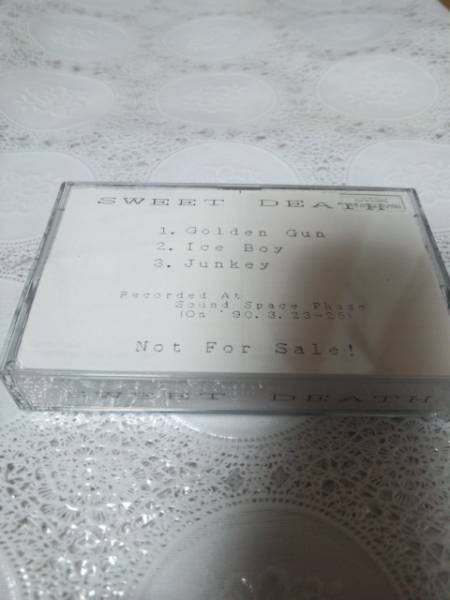 SWEET DEATH
1. Golden Gun
2. Ice Boy
3. Junkey
Recorded At
Sound Space Phase
(On '90. 3. 23-25)
Not For Sale!
SWEET DEATH